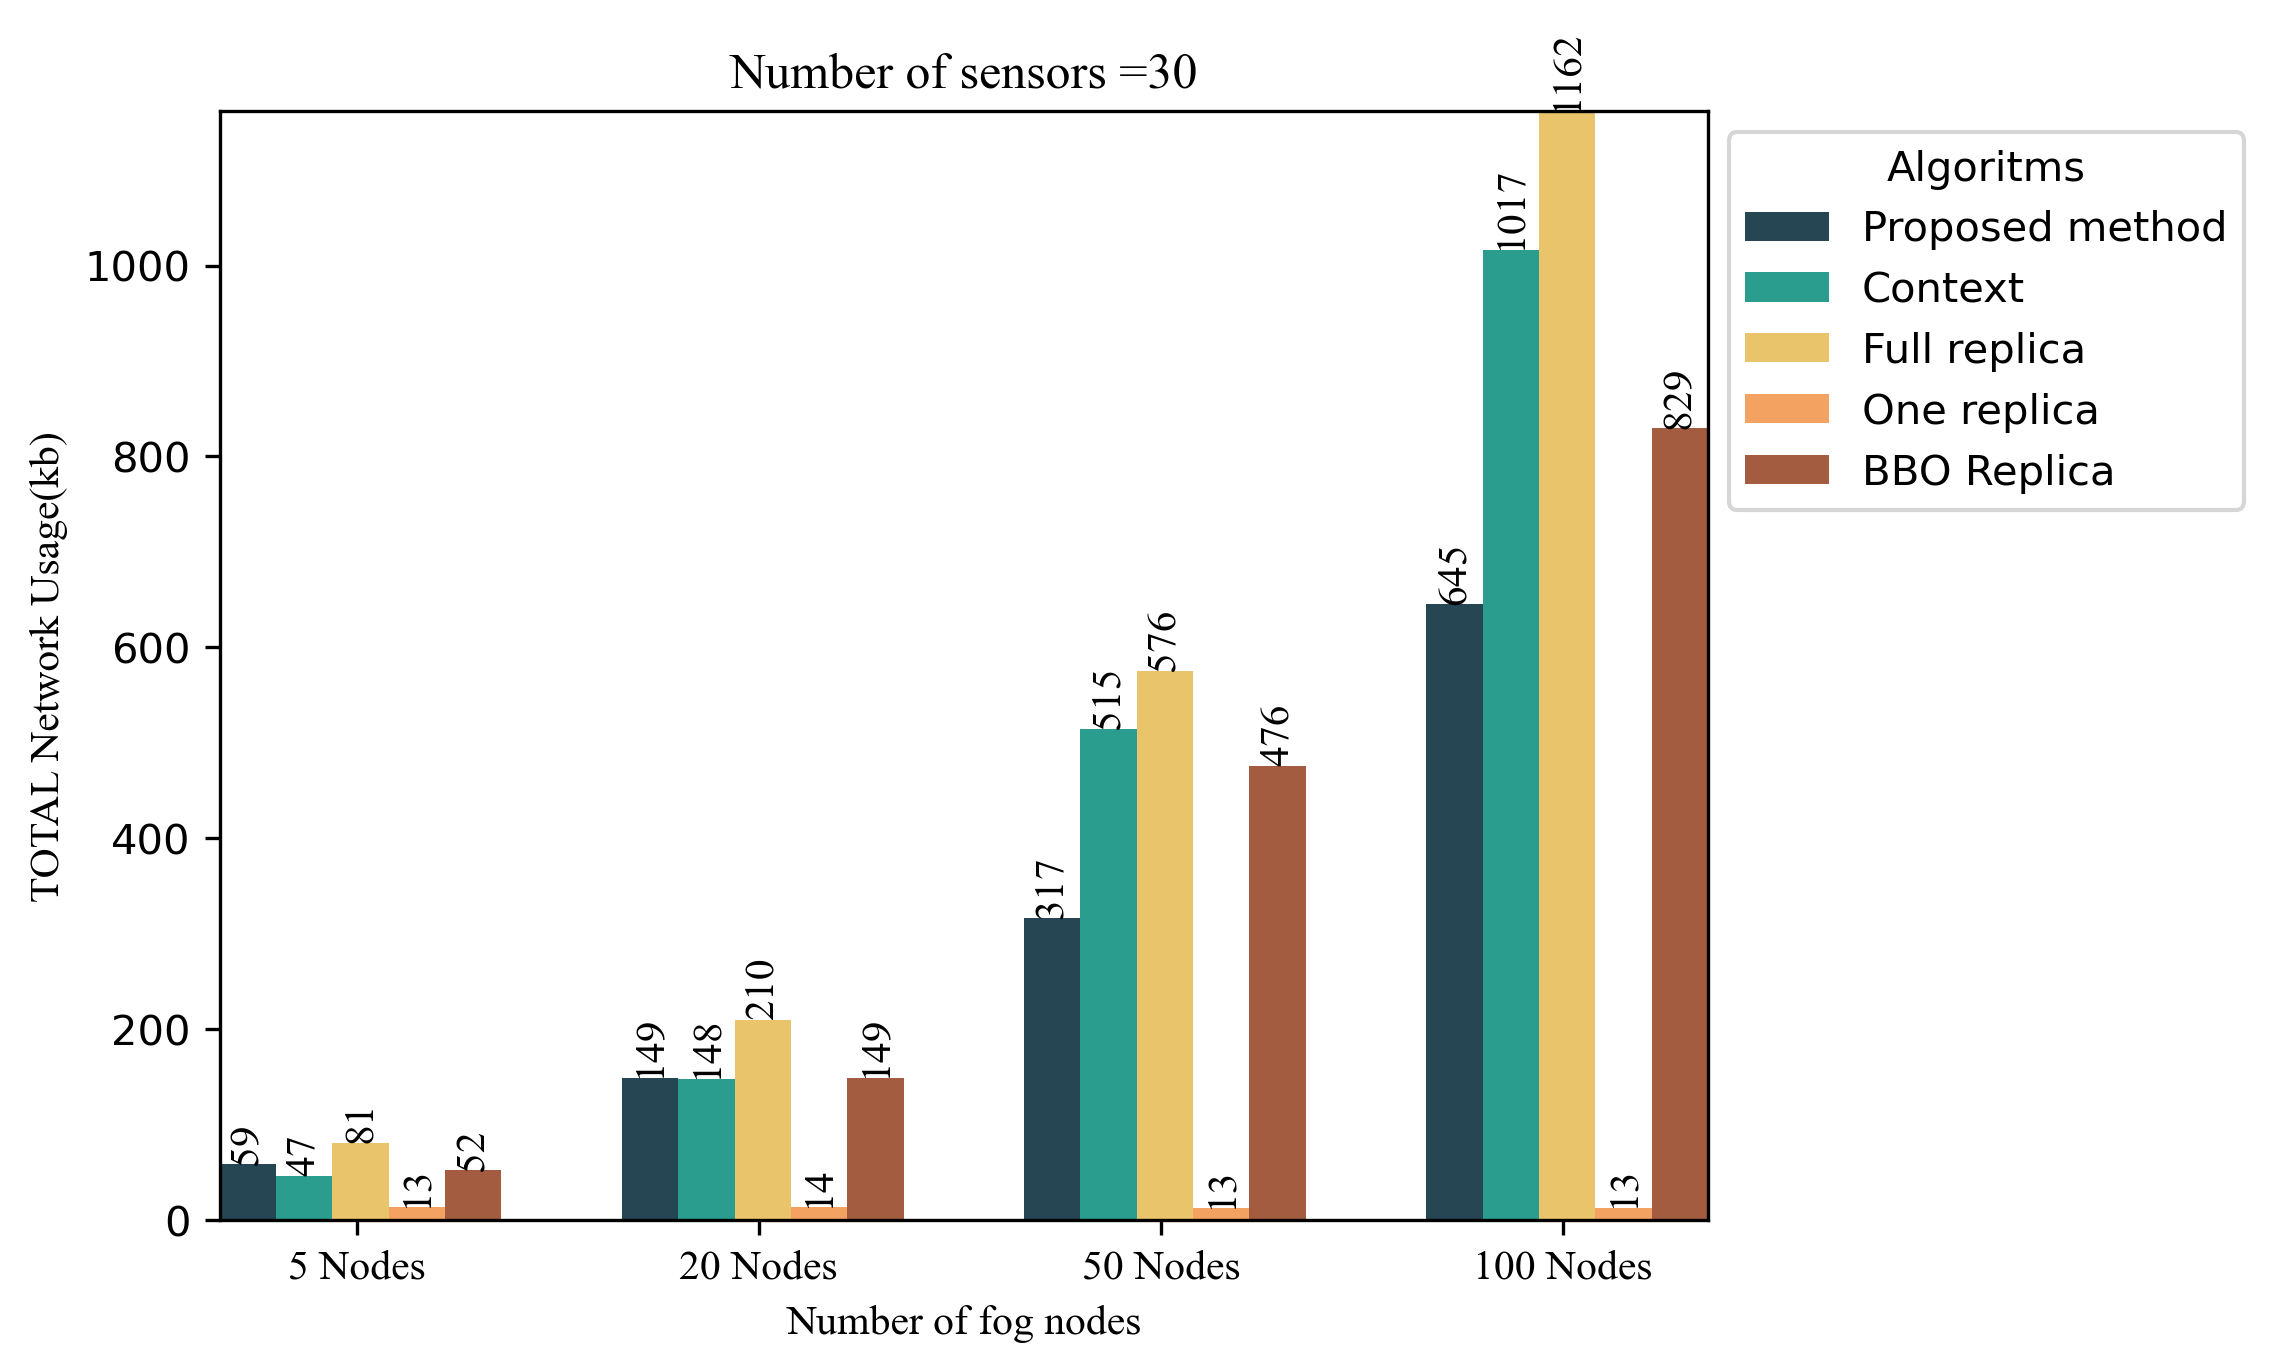 Number of sensors =30
TOTAL Network Usage(kb)
1000
800
600
400
200
0
59
47
81
13
52
149
148
210
14
149
317
515
576
13
476
645
1017
1162
13
829
5 Nodes
20 Nodes
50 Nodes
100 Nodes
Number of fog nodes
Algoritms
Proposed method
Context
Full replica
One replica
BBO Replica